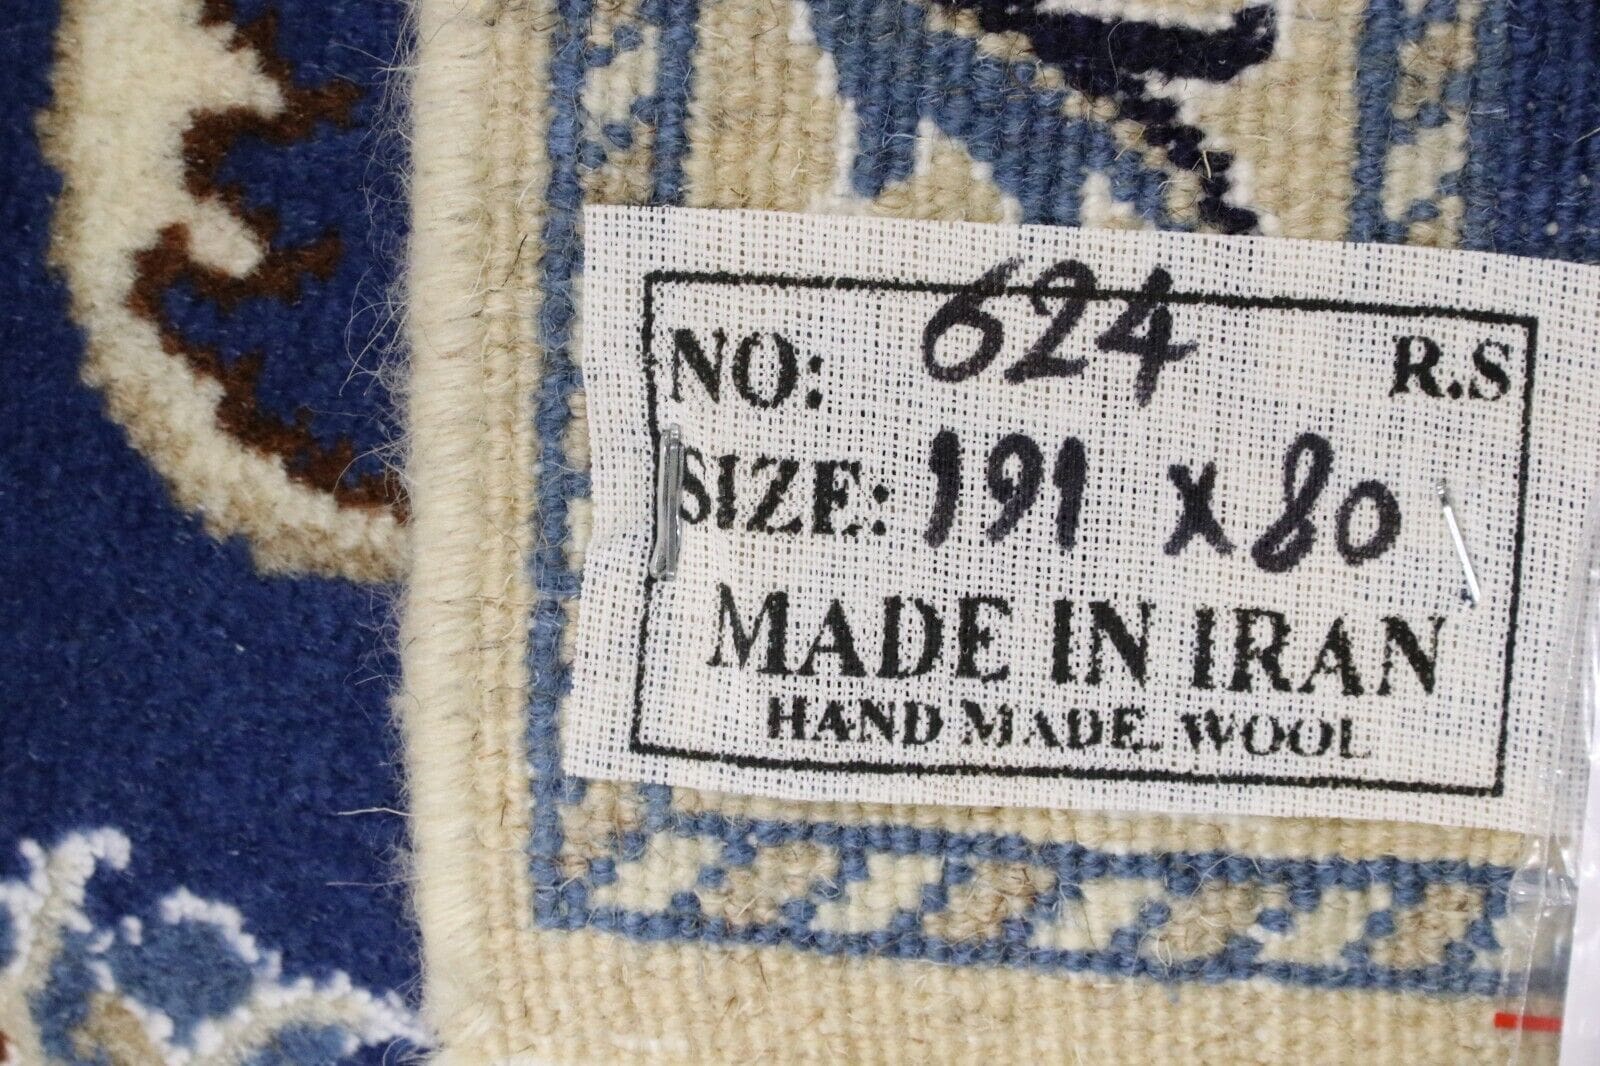 NO: 624 R.S
SIZE: 191 x 80
MADE IN IRAN
HAND MADE. WOOL